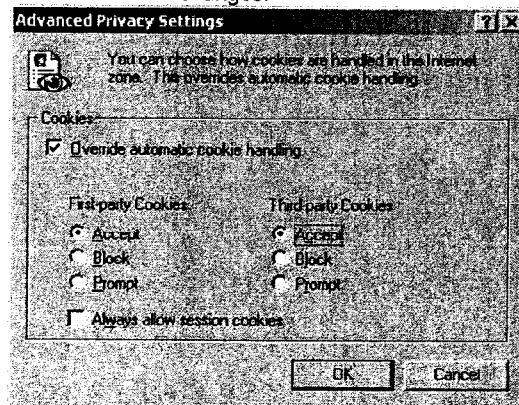 Advanced Privacy Settings
You can choose how cookies are handled in the Internet
zone. This overrides automatic cookie handling.
Cookies
Override automatic cookie handling
First-party Cookies Third-party Cookies
Accept Accept
Block Block
Prompt Prompt
Always allow session cookies
OK Cancel